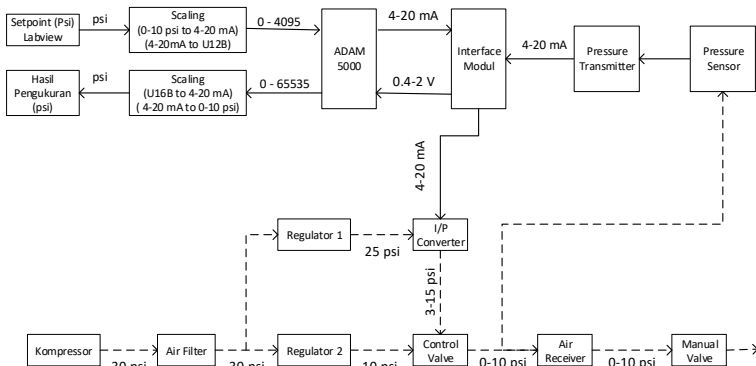 Setpoint (Psi)
Labview
psi
Scaling
(0-10 psi to 4-20 mA)
(4-20mA to U12B)
0 - 4095
ADAM
5000
4-20 mA
Interface
Modul
4-20 mA
Pressure
Transmitter
Pressure
Sensor
Hasil
Pengukuran
(psi)
psi
Scaling
(U16B to 4-20 mA)
( 4-20 mA to 0-10 psi)
0 - 65535
0.4-2 V
4-20 mA
Regulator 1
25 psi
I/P
Converter
3-15 psi
Kompressor
Air Filter
Regulator 2
10 psi
Control
Valve
0-10 psi
Air
Receiver
0-10 psi
Manual
Valve